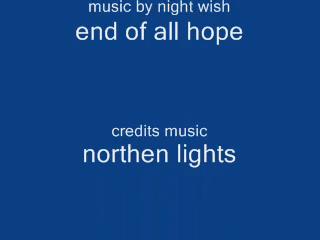 music by night wish
end of all hope
credits music
northen lights